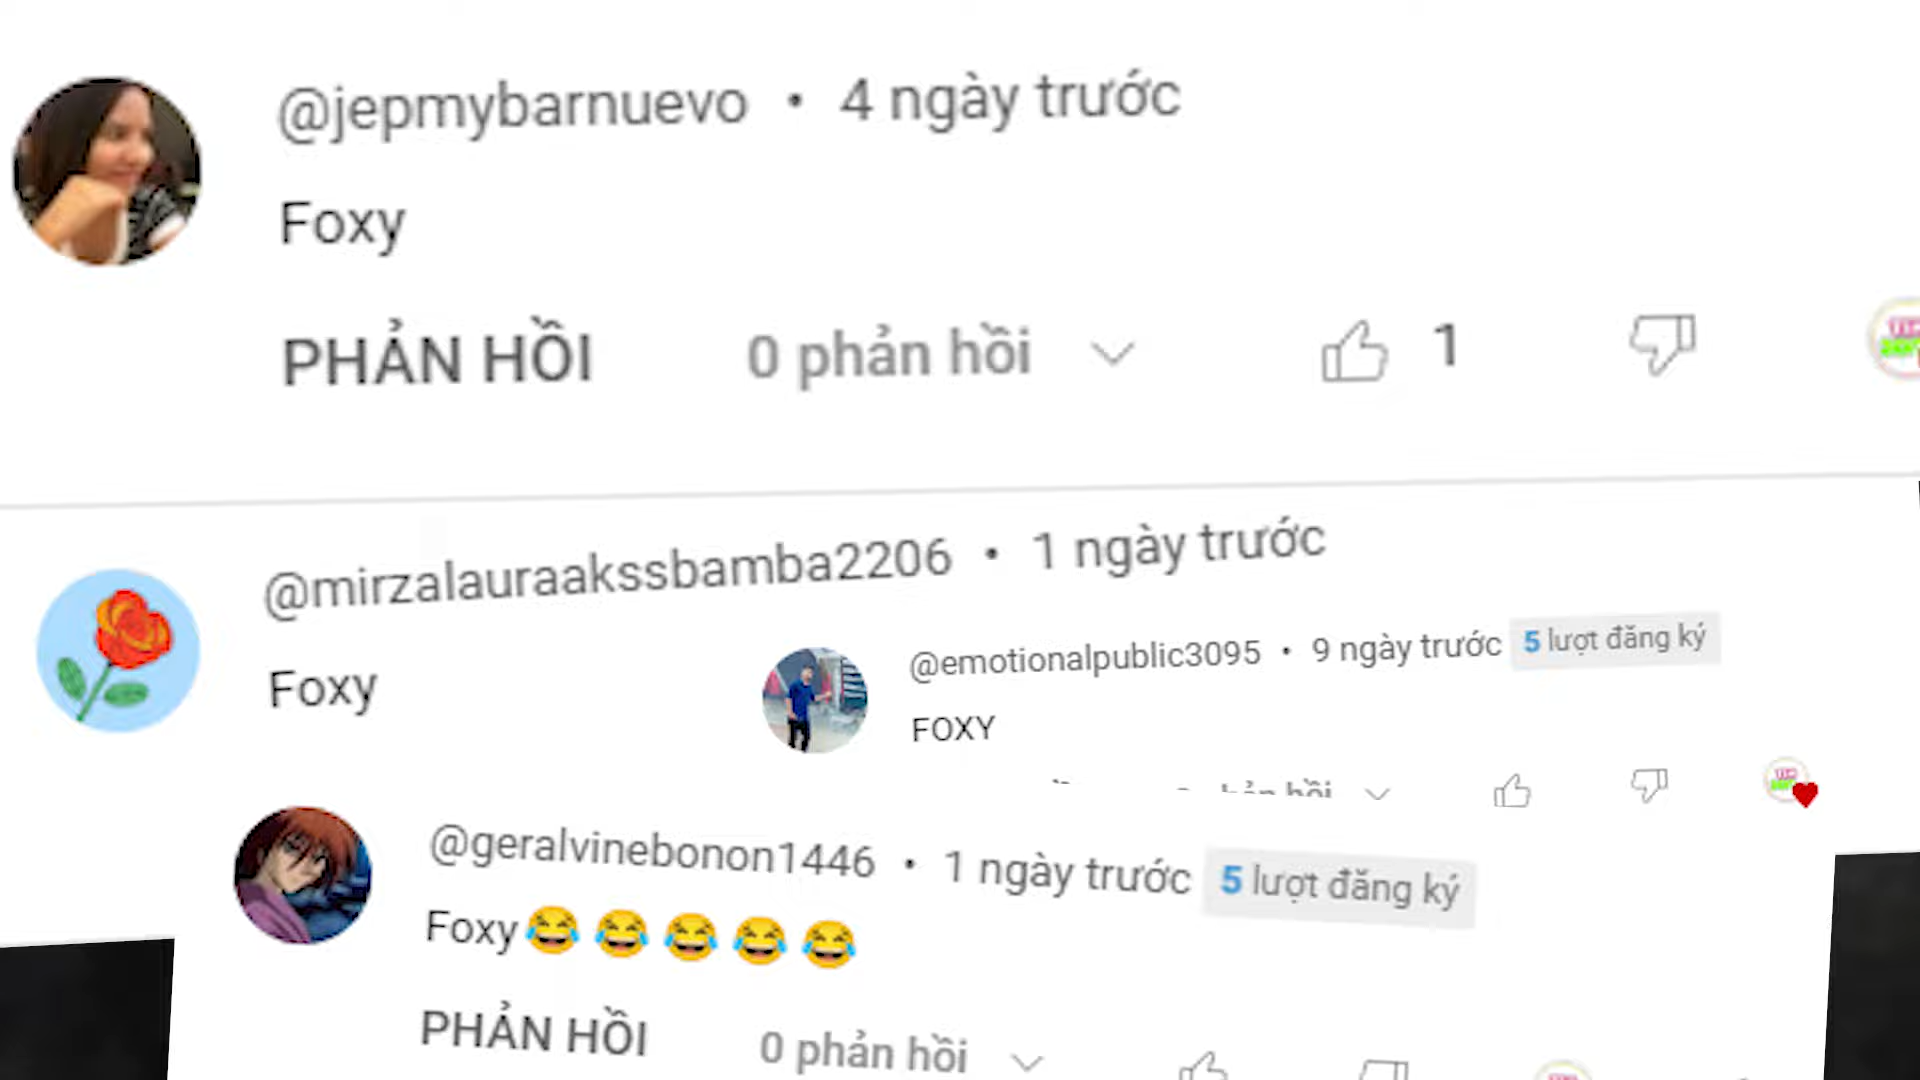 @jepmybarnuevo • 4 ngày trước
Foxy
PHẢN HỒI 0 phản hồi 1
@mirzalauraakssbamba2206 • 1 ngày trước
Foxy
@emotionalpublic3095 • 9 ngày trước 5 lượt đăng ký
FOXY
@geralvinebonon1446 • 1 ngày trước 5 lượt đăng ký
Foxy😂😂😂😂😂
PHẢN HỒI 0 phản hồi